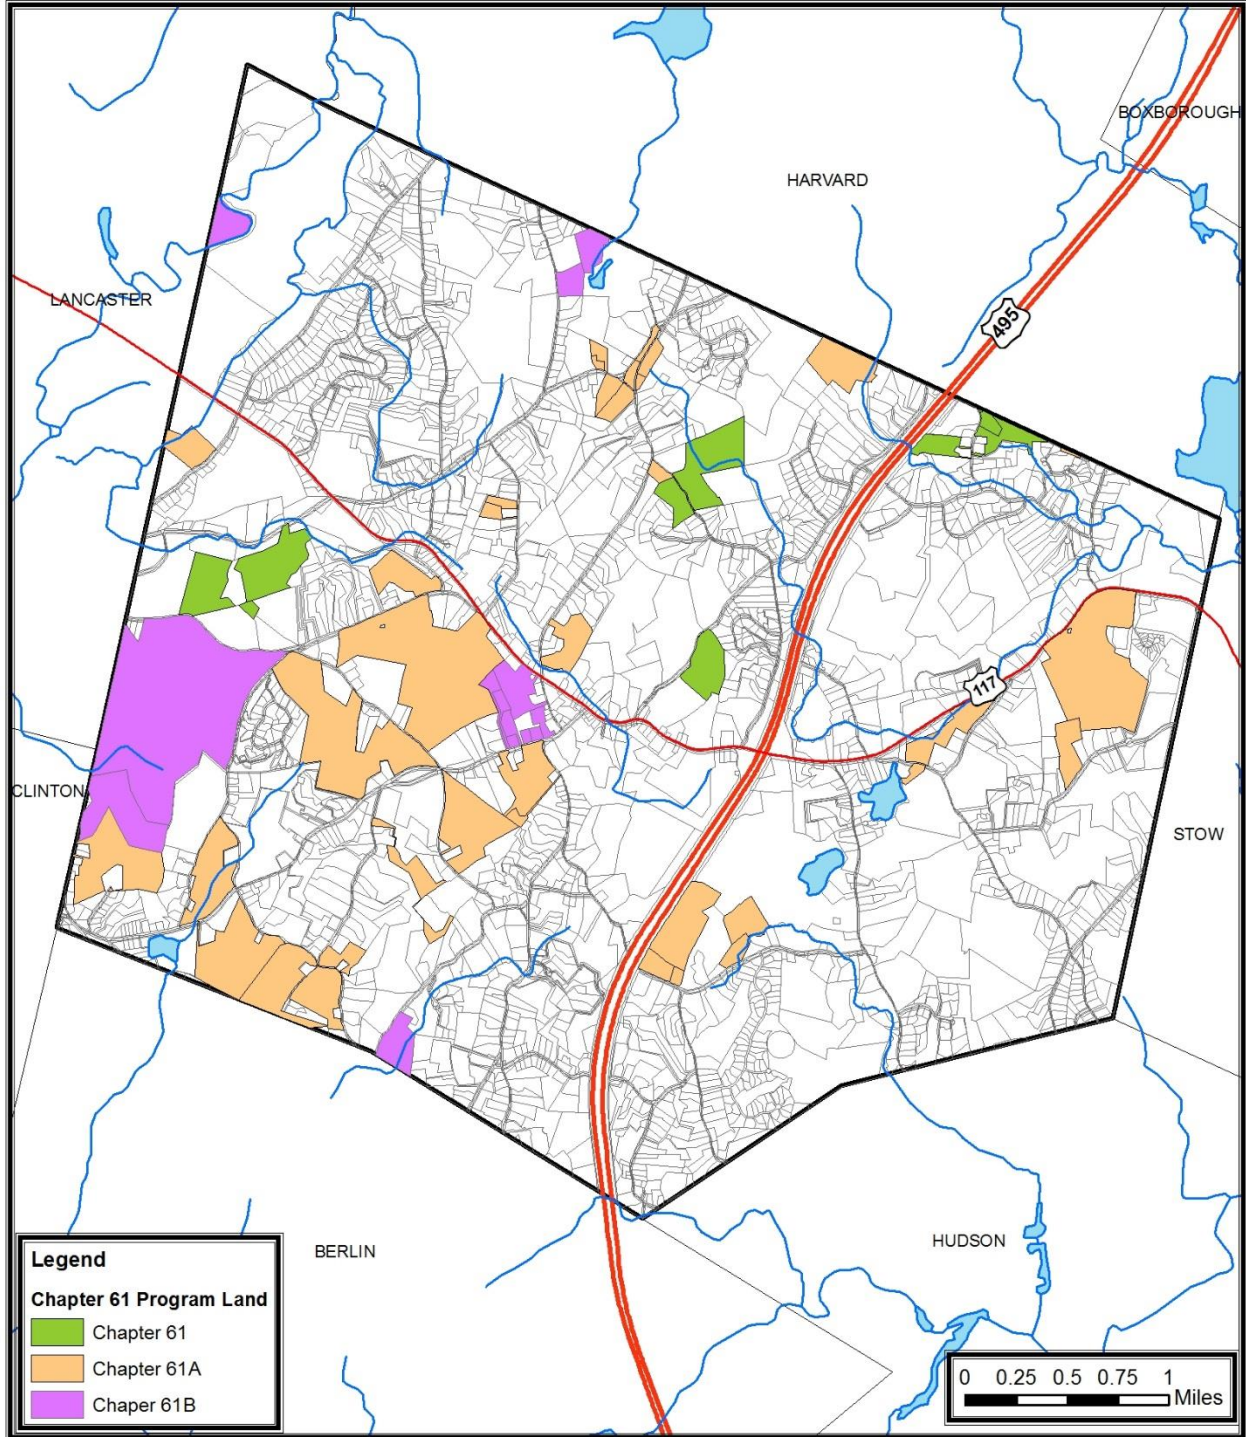 BOXBOROUGH
HARVARD
LANCASTER
495
117
CLINTON
STOW
BERLIN
HUDSON
Legend
Chapter 61 Program Land
Chapter 61
Chapter 61A
Chaper 61B
0 0.25 0.5 0.75 1
Miles